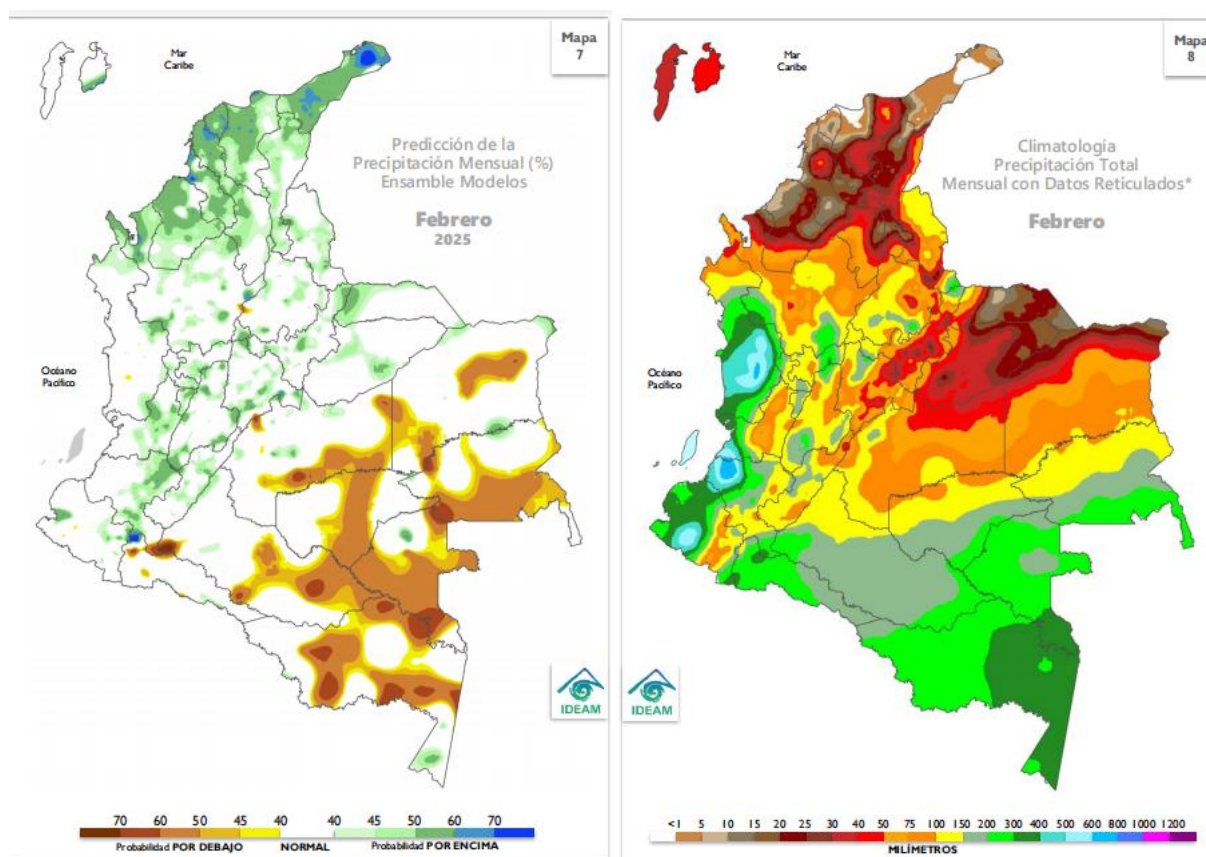 Mapa
7
Mar
Caribe
Predicción de la
Precipitación Mensual (%)
Ensamble Modelos
Febrero
2025
Océano
Pacífico
IDEAM
70 60 50 45 40 40 45 50 60 70
Probabilidad POR DEBAJO NORMAL Probabilidad POR ENCIMA
Mapa
8
Mar
Caribe
Climatología
Precipitación Total
Mensual con Datos Reticulados*
Febrero
Océano
Pacífico
IDEAM
<1 5 10 15 20 25 30 40 50 75 100 150 200 300 400 500 600 800 1000 1200
MILÍMETROS